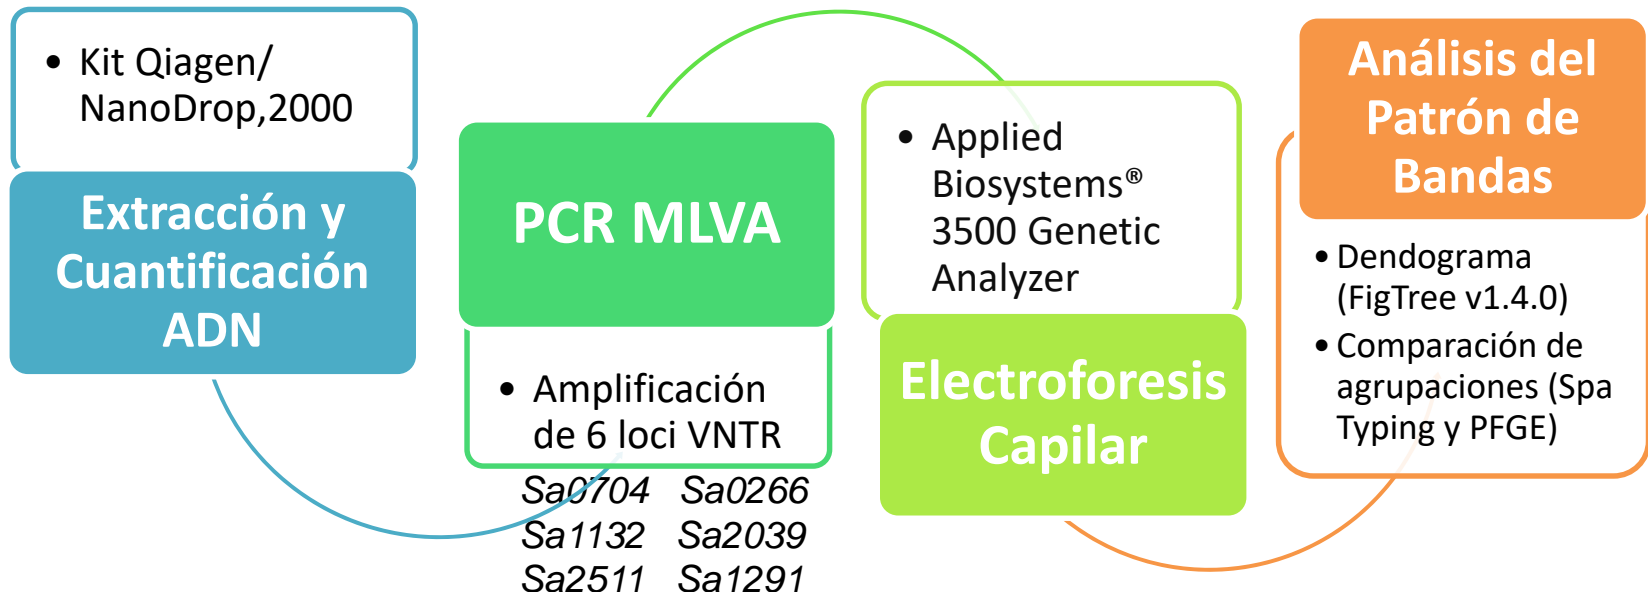 • Kit Qiagen/
NanoDrop,2000
Extracción y
Cuantificación
ADN
PCR MLVA
• Amplificación
de 6 loci VNTR
Sa0704 Sa0266
Sa1132 Sa2039
Sa2511 Sa1291
• Applied
Biosystems®
3500 Genetic
Analyzer
Electroforesis
Capilar
Análisis del
Patrón de
Bandas
• Dendograma
(FigTree v1.4.0)
• Comparación de
agrupaciones (Spa
Typing y PFGE)